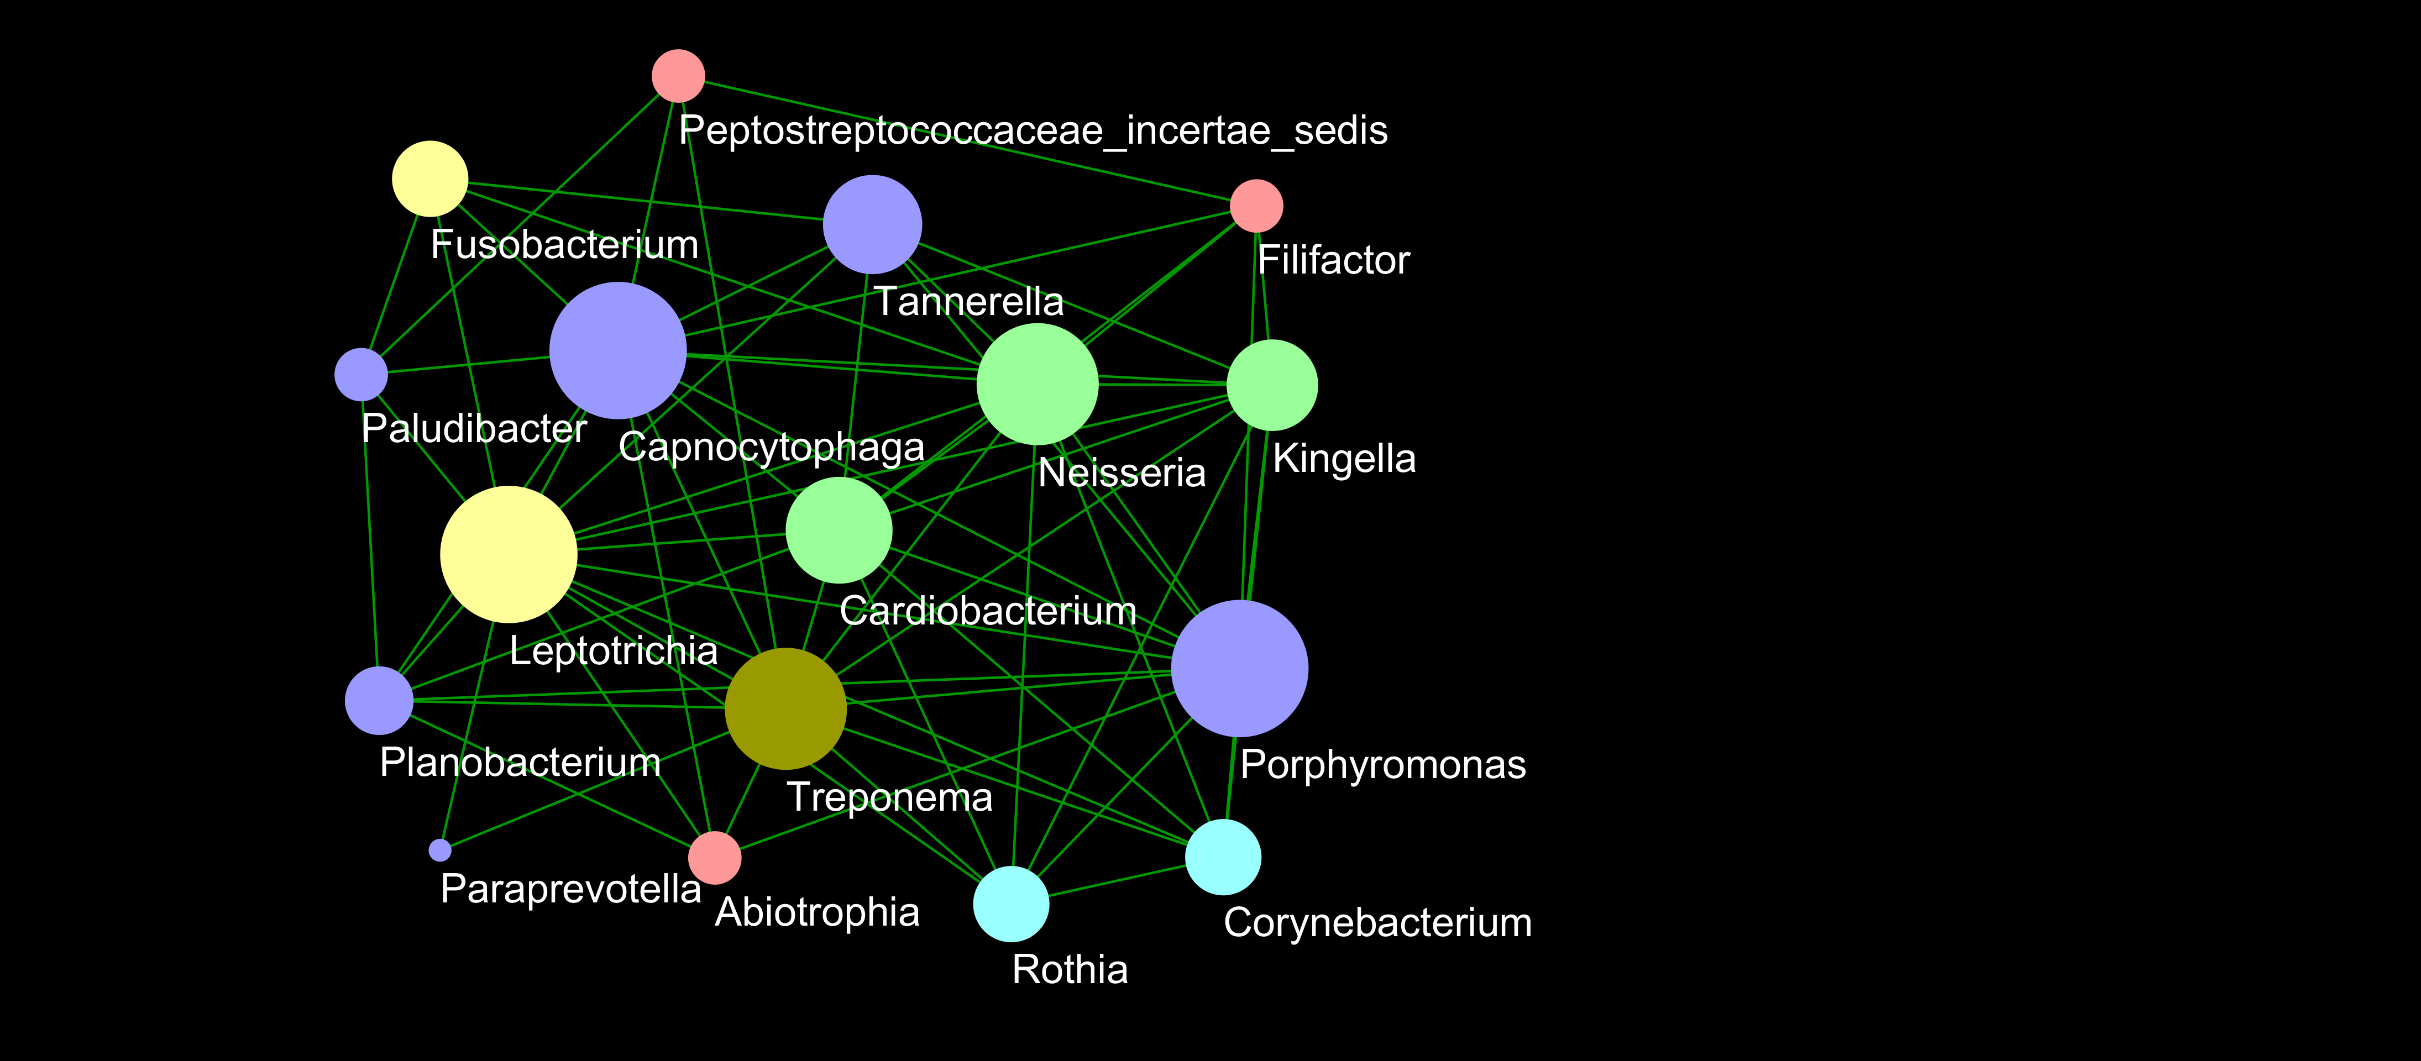 Peptostreptococcaceae_incertae_sedis
Fusobacterium
Filifactor
Tannerella
Paludibacter
Capnocytophaga
Neisseria
Kingella
Cardiobacterium
Leptotrichia
Planobacterium
Porphyromonas
Treponema
Paraprevotella
Abiotrophia
Corynebacterium
Rothia